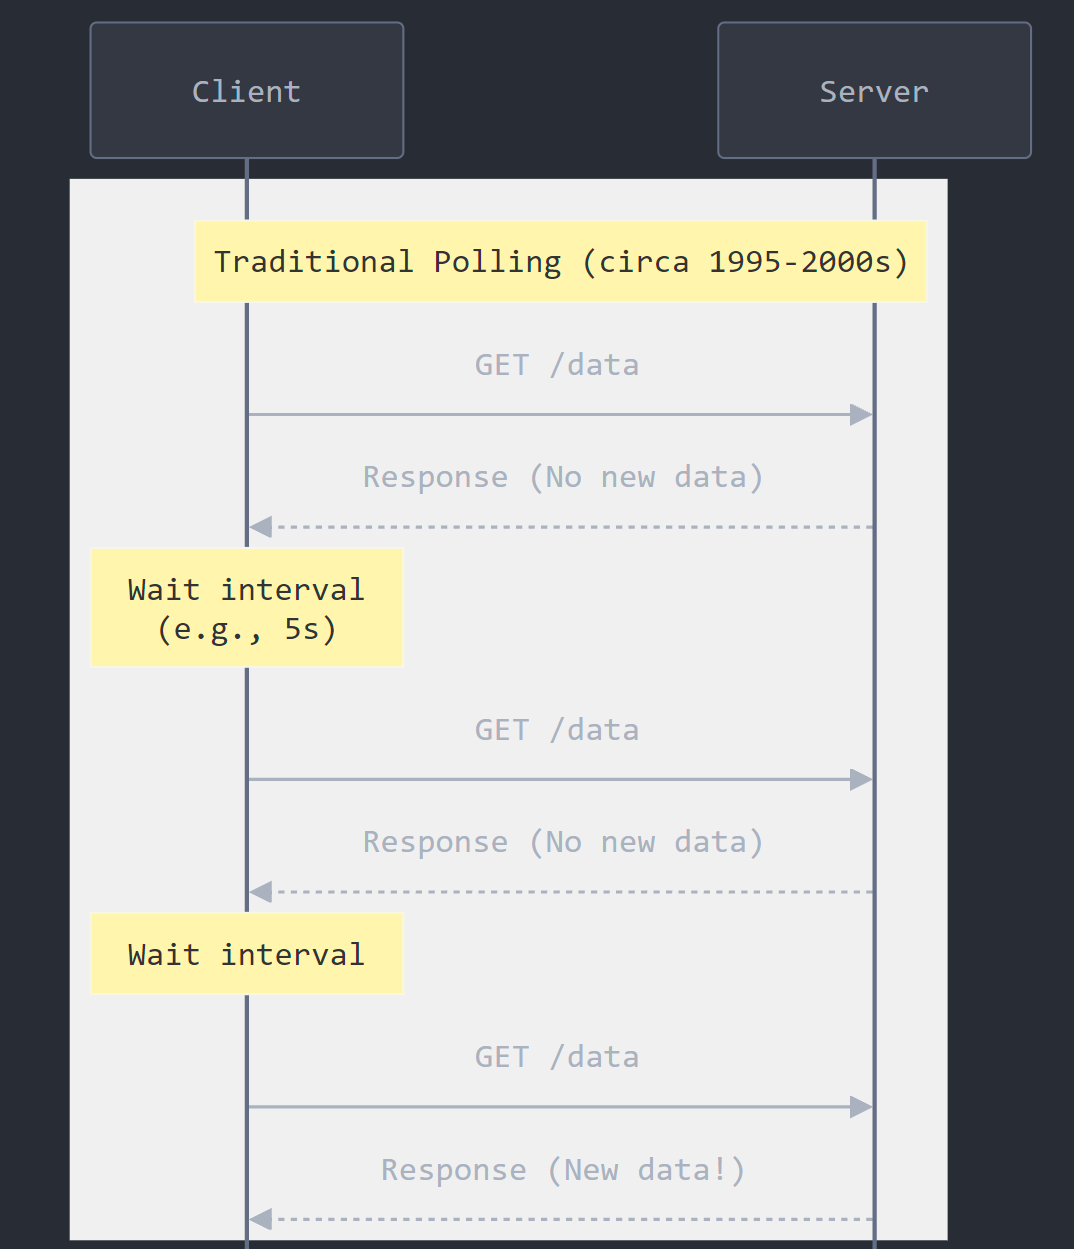 Client
Server
Traditional Polling (circa 1995-2000s)
GET /data
Response (No new data)
Wait interval
(e.g., 5s)
GET /data
Response (No new data)
Wait interval
GET /data
Response (New data!)